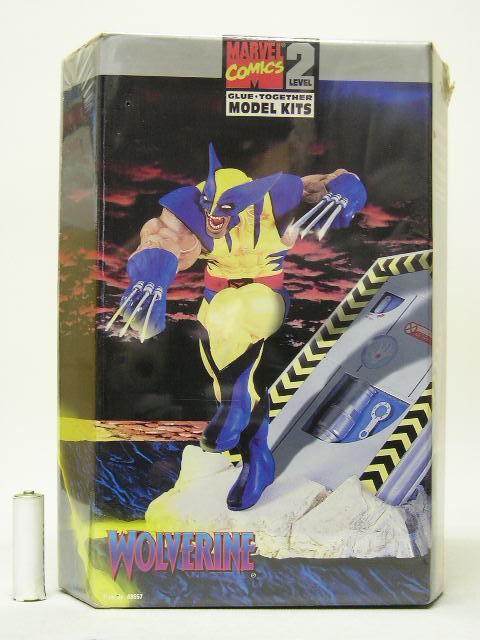 MARVEL
COMICS
M
2
LEVEL
GLUE•TOGETHER
MODEL KITS
WOLVERINE